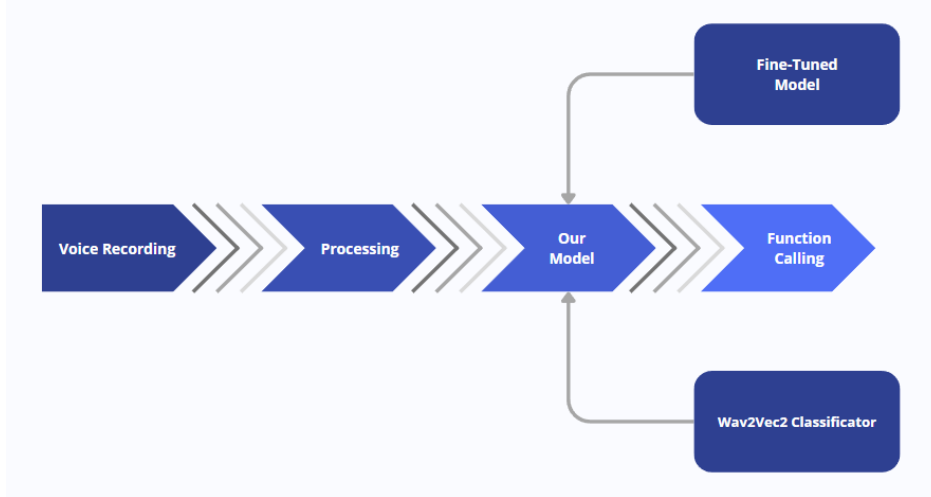 Fine-Tuned
Model
Voice Recording
Processing
Our
Model
Function
Calling
Wav2Vec2 Classificator